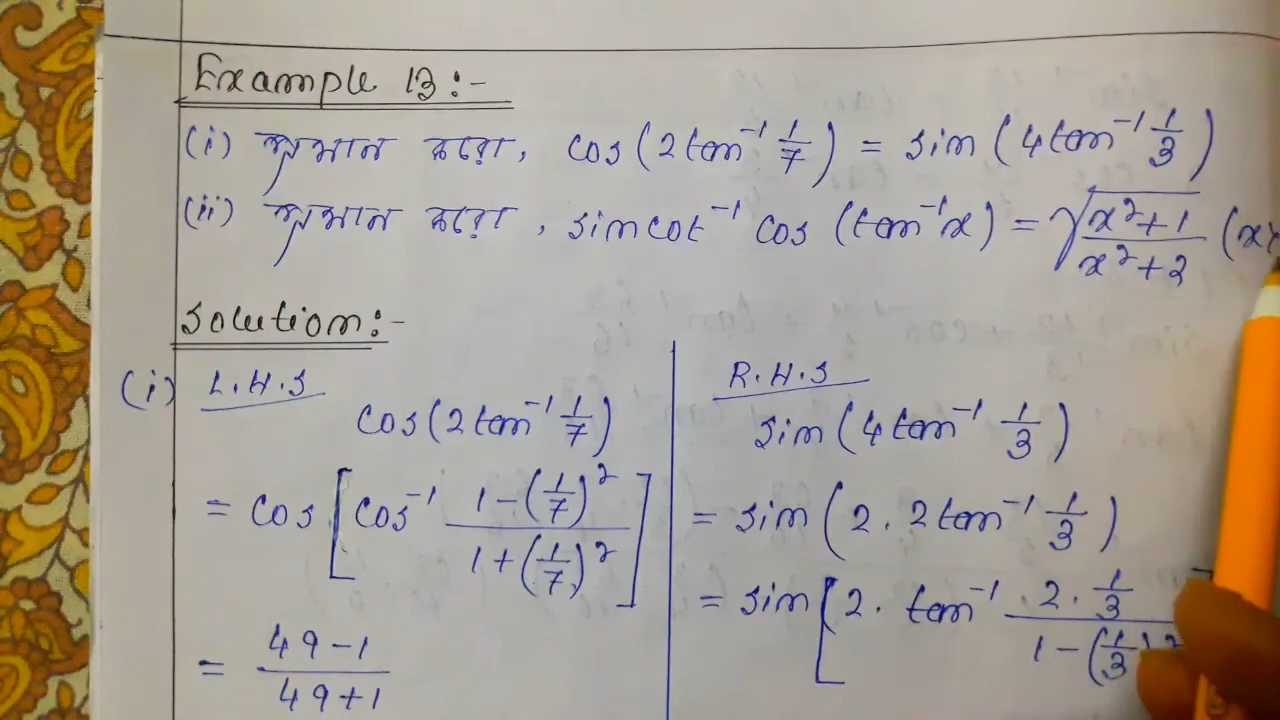 Example 13:-
(i) প্রমান করো, cos(2tan⁻¹ 1/7) = sin(4tan⁻¹ 1/3)
(ii) প্রমান করো, sin cot⁻¹ cos (tan⁻¹x) = √((x²+1)/(x²+2)) (x
Solution:-
(i) L.H.S
cos(2tan⁻¹ 1/7)
= cos [cos⁻¹ (1-(1/7)²)/(1+(1/7)²)]
= (49-1)/(49+1)
R.H.S
sin(4tan⁻¹ 1/3)
= sin(2.2tan⁻¹ 1/3)
= sin[2. tan⁻¹ (2.1/3)/(1-(1/3)²